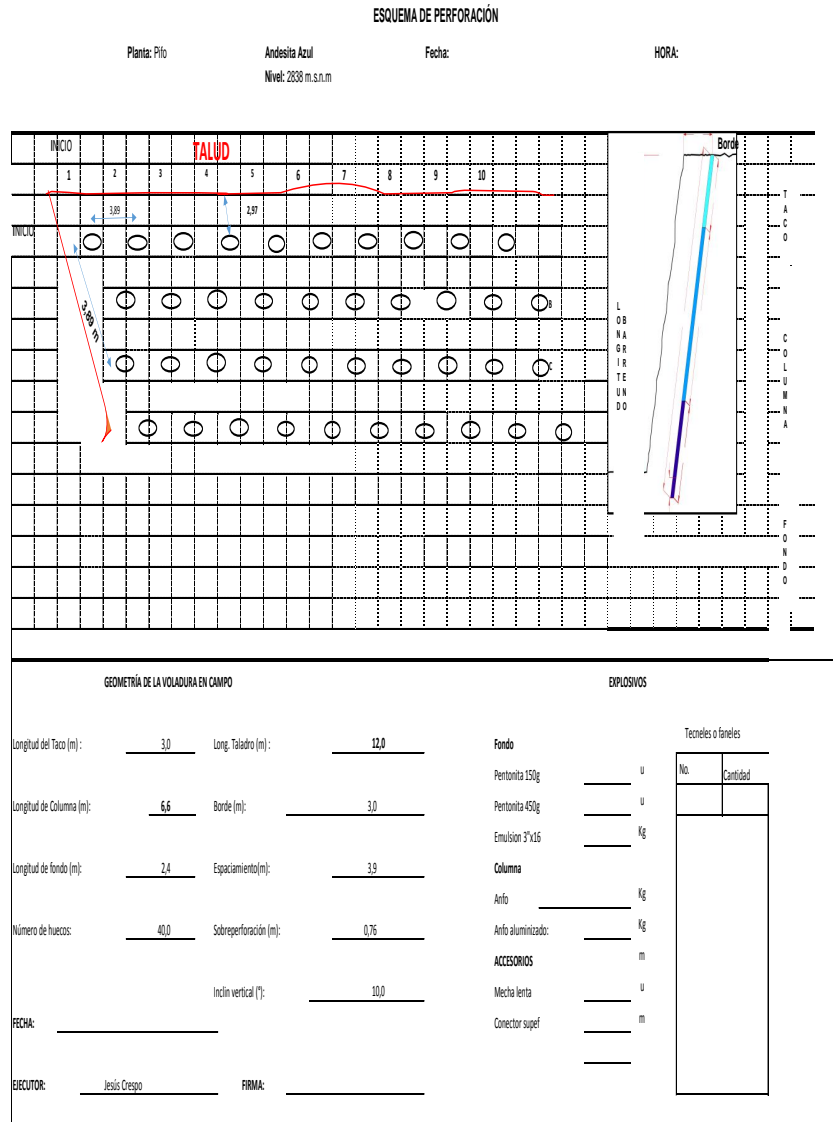 ESQUEMA DE PERFORACIÓN
Planta: Pifo Andesita Azul Fecha: HORA:
Nivel: 2838 m.s.n.m
INICIO TALUD Borde
1 2 3 4 5 6 7 8 9 10
3,89 2,97
INICIO
B
3,89 m
C
TACO
COLUMNA
FONDO
LONGITUND
BARRRENO
GEOMETRÍA DE LA VOLADURA EN CAMPO EXPLOSIVOS
Longitud del Taco (m) : 3,0 Long. Taladro (m) : 12,0 Fondo Tecneles o faneles
Pentonita 150g u No. Cantidad
Longitud de Columna (m): 6,6 Borde (m): 3,0 Pentonita 450g u
Emulsion 3"x16 Kg
Longitud de fondo (m): 2,4 Espaciamiento(m): 3,9 Columna
Anfo Kg
Número de huecos: 40,0 Sobreperforación (m): 0,76 Anfo aluminizado: Kg
ACCESORIOS m
Inclin vertical (°): 10,0 Mecha lenta u
FECHA: Conector supef m
EJECUTOR: Jesús Crespo FIRMA: